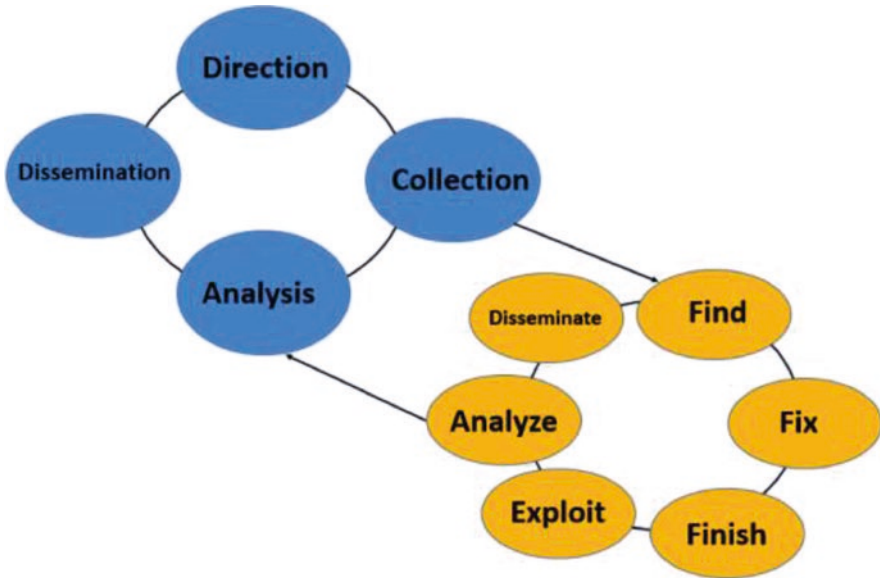 Direction
Dissemination
Collection
Analysis
Disseminate
Find
Analyze
Fix
Exploit
Finish